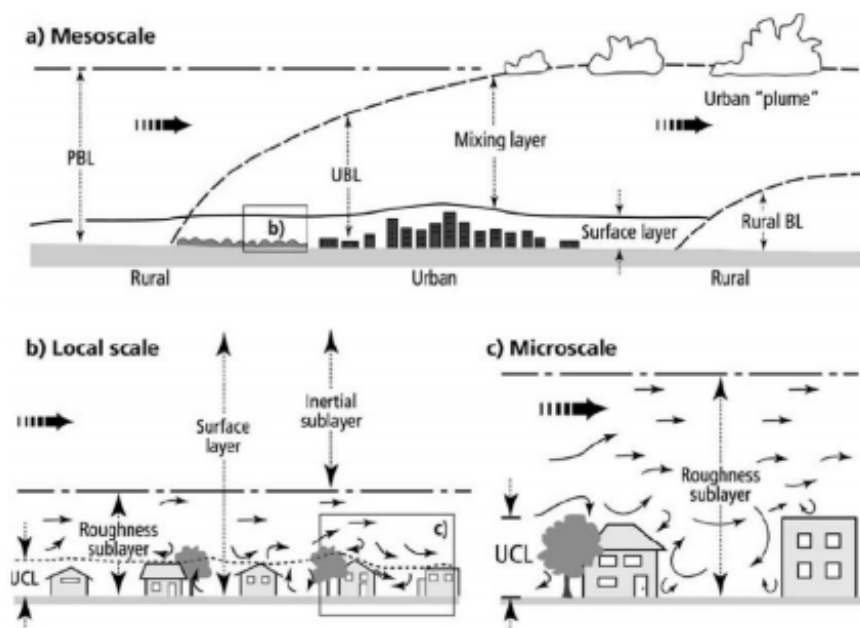 a) Mesoscale
Urban "plume"
PBL
UBL
Mixing layer
b)
Surface layer
Rural BL
Rural
Urban
Rural
b) Local scale
Surface
layer
Inertial
sublayer
Roughness
sublayer
c)
UCL
c) Microscale
Roughness
sublayer
UCL